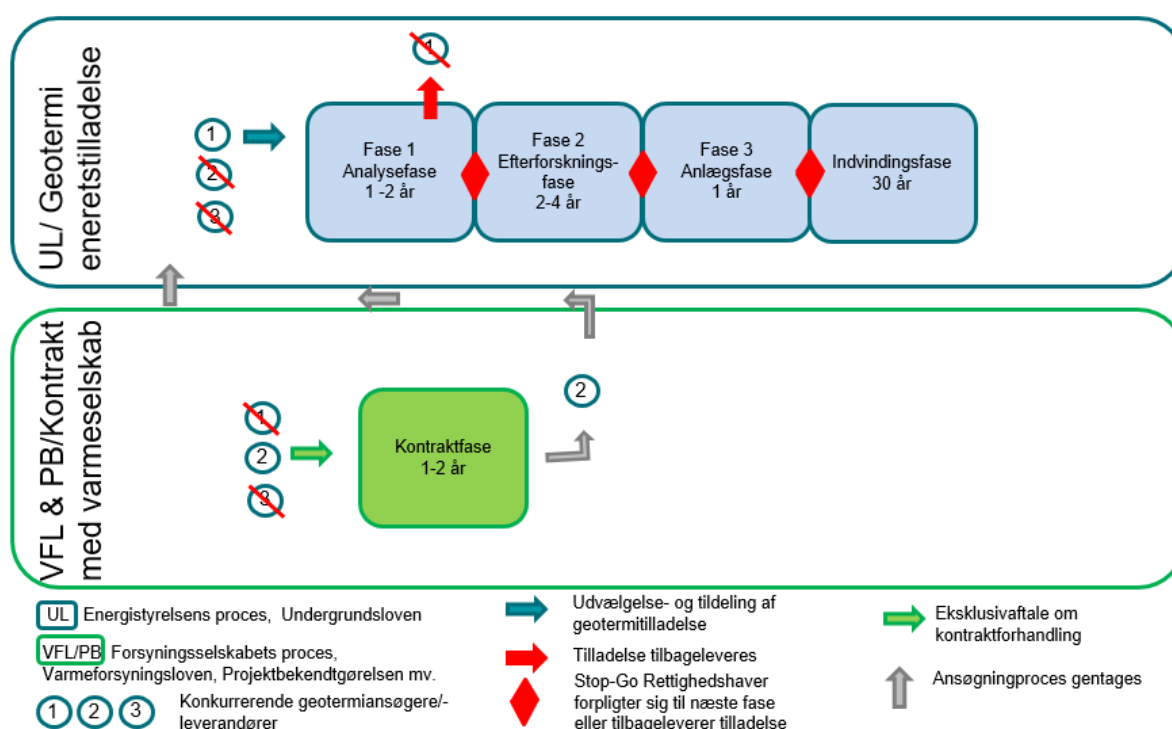 UL/ Geotermi
eneretstilladelse
1
1
2
3
Fase 1
Analysefase
1 -2 år
Fase 2
Efterforsknings-
fase
2-4 år
Fase 3
Anlægsfase
1 år
Indvindingsfase
30 år
VFL & PB/Kontrakt
med varmeselskab
1
2
3
Kontraktfase
1-2 år
2
UL Energistyrelsens proces, Undergrundsloven
VFL/PB Forsyningsselskabets proces,
Varmeforsyningsloven, Projektbekendtgørelsen mv.
1 2 3 Konkurrerende geotermiansøgere/-
leverandører
Udvælgelse- og tildeling af
geotermitilladelse
Tilladelse tilbageleveres
Stop-Go Rettighedshaver
forpligter sig til næste fase
eller tilbageleverer tilladelse
Eksklusivaftale om
kontraktforhandling
Ansøgningproces gentages